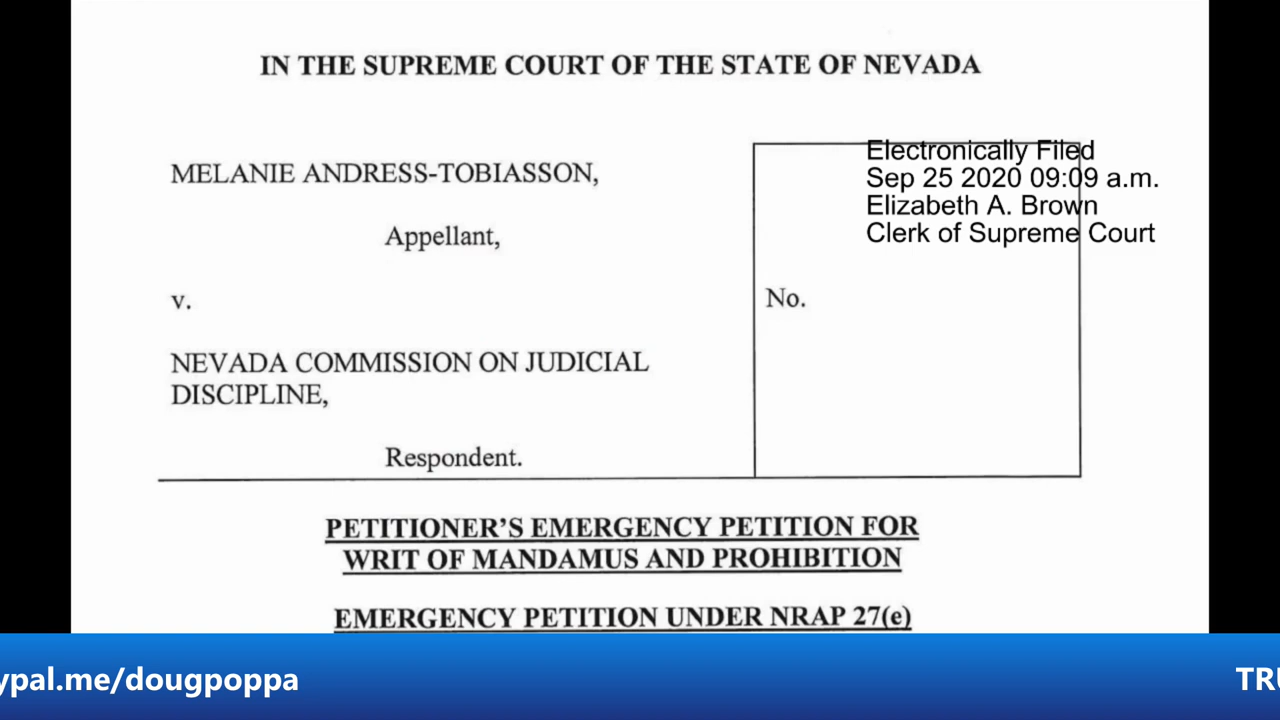 IN THE SUPREME COURT OF THE STATE OF NEVADA
Electronically Filed
Sep 25 2020 09:09 a.m.
Elizabeth A. Brown
Clerk of Supreme Court
MELANIE ANDRESS-TOBIASSON,
Appellant,
v.
No.
NEVADA COMMISSION ON JUDICIAL
DISCIPLINE,
Respondent.
PETITIONER'S EMERGENCY PETITION FOR
WRIT OF MANDAMUS AND PROHIBITION
EMERGENCY PETITION UNDER NRAP 27(e)
ypal.me/dougpoppa